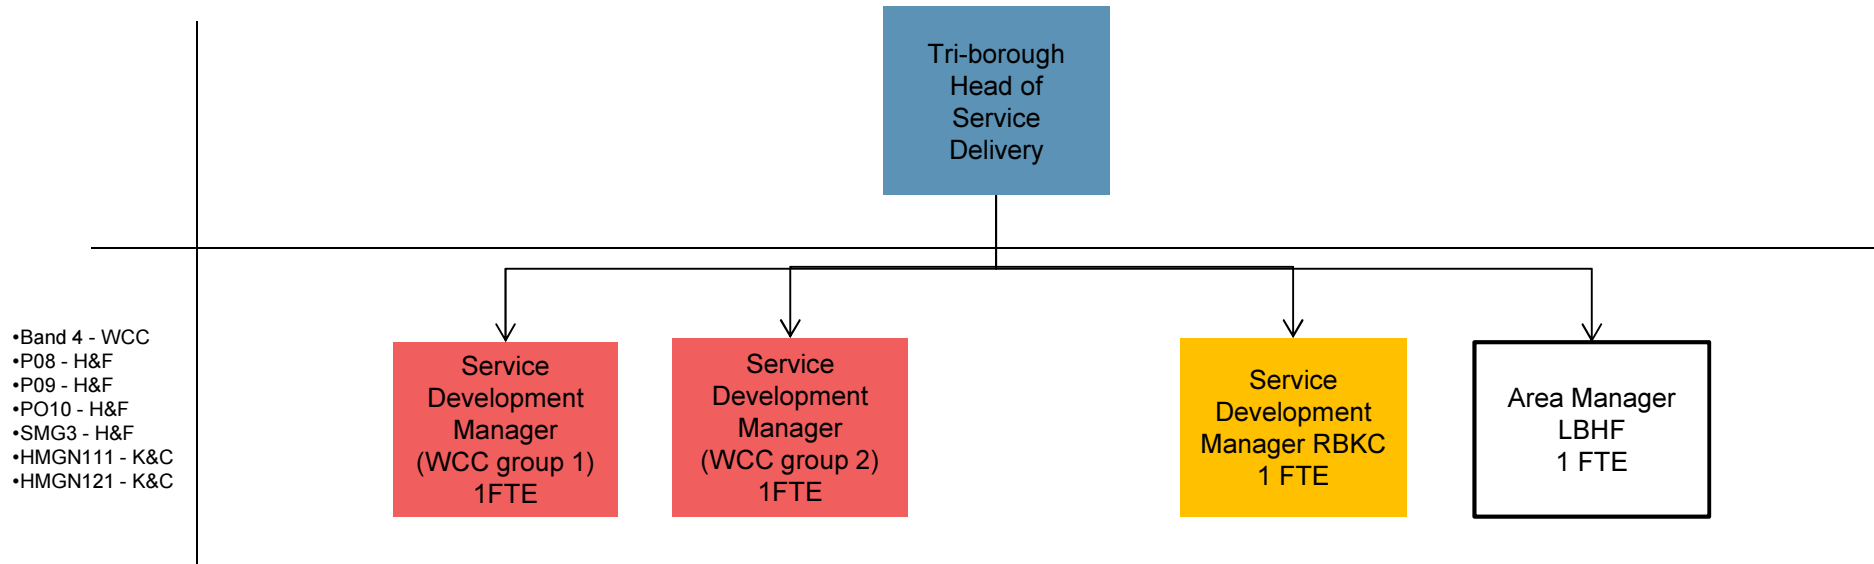 Tri-borough
Head of
Service
Delivery
•Band 4 - WCC
•P08 - H&F
•P09 - H&F
•PO10 - H&F
•SMG3 - H&F
•HMGN111 - K&C
•HMGN121 - K&C
Service
Development
Manager
(WCC group 1)
1FTE
Service
Development
Manager
(WCC group 2)
1FTE
Service
Development
Manager RBKC
1 FTE
Area Manager
LBHF
1 FTE